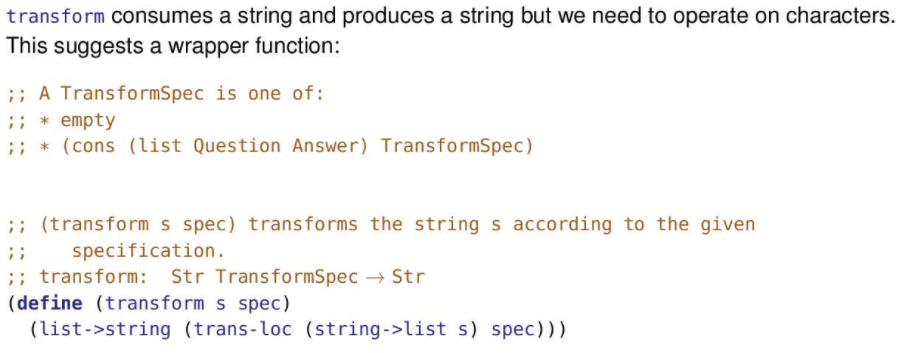 transform consumes a string and produces a string but we need to operate on characters.
This suggests a wrapper function:
;; A TransformSpec is one of:
;; * empty
;; * (cons (list Question Answer) TransformSpec)
;; (transform s spec) transforms the string s according to the given
;;    specification.
;; transform:  Str TransformSpec → Str
(define (transform s spec)
  (list->string (trans-loc (string->list s) spec)))